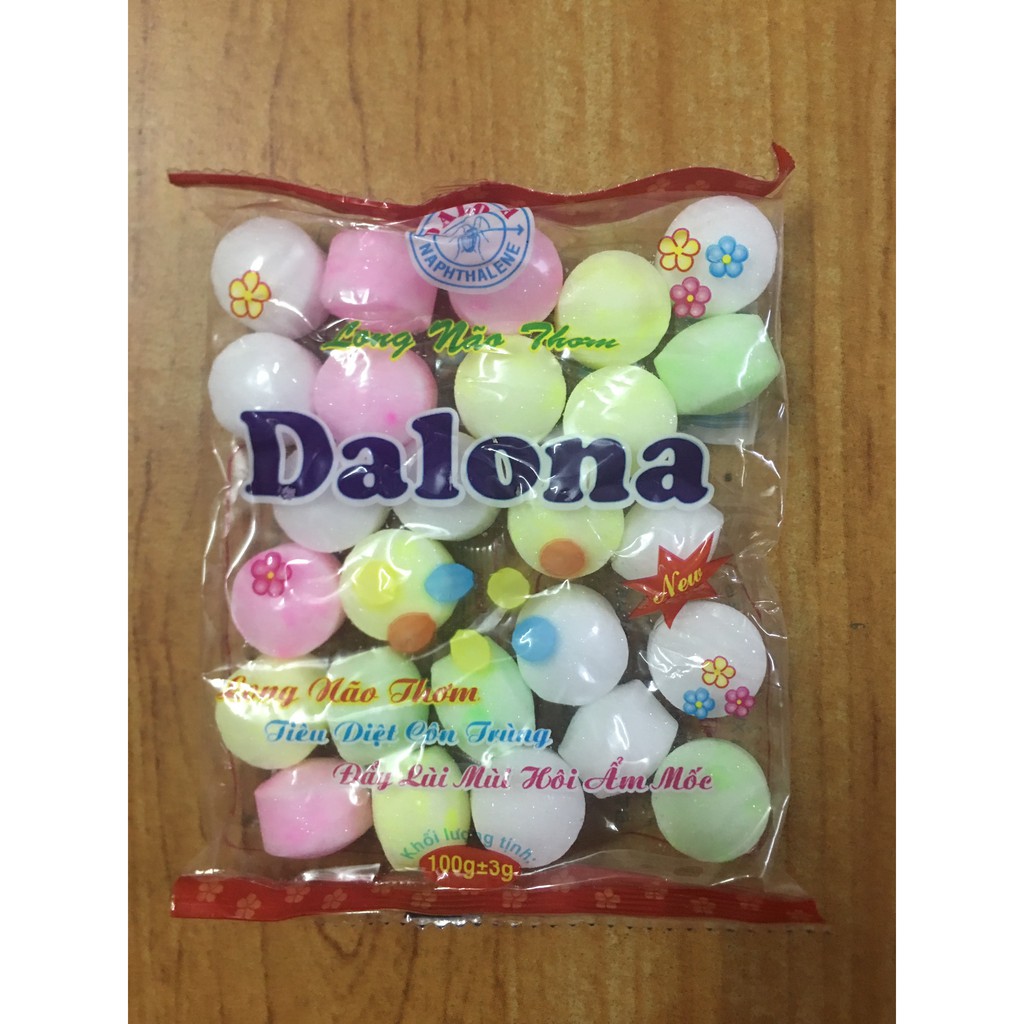 DALONA
NAPHTHALENE
Long Não Thơm
Dalona
New
Long Não Thơm
Tiêu Diệt Côn Trùng
Đẩy Lùi Mùi Hôi Ẩm Mốc
Khối lượng tịnh:
100g±3g